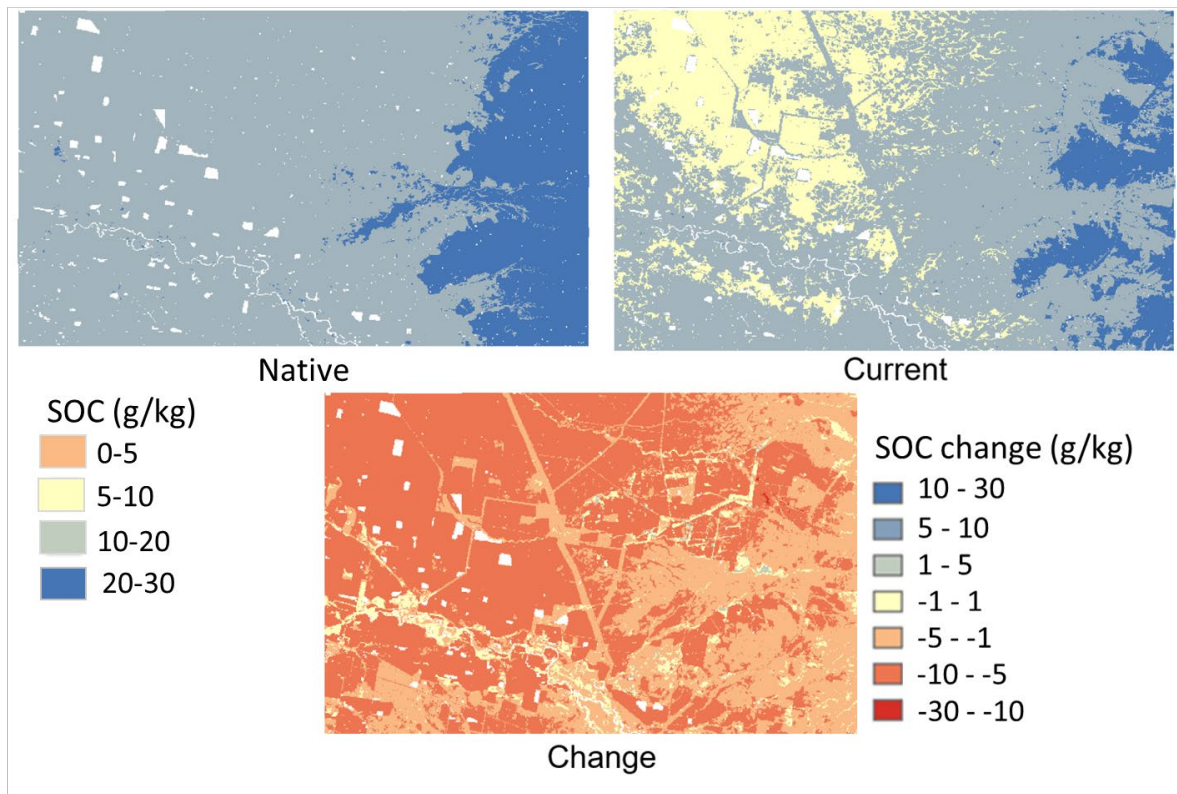 Native
Current
SOC (g/kg)
0-5
5-10
10-20
20-30
SOC change (g/kg)
10 - 30
5 - 10
1 - 5
-1 - 1
-5 - -1
-10 - -5
-30 - -10
Change